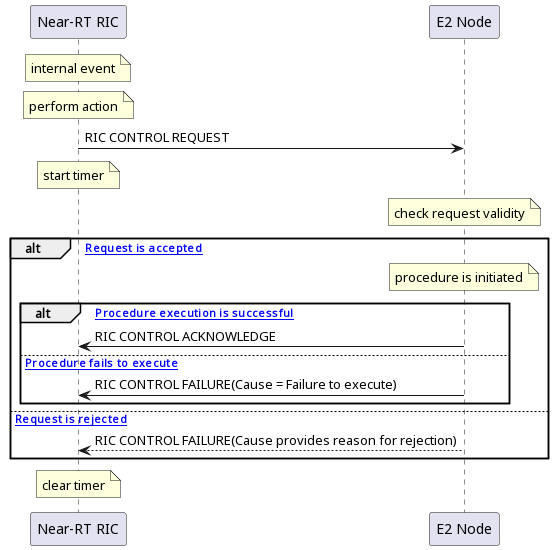 Near-RT RIC
E2 Node
internal event
perform action
RIC CONTROL REQUEST
start timer
check request validity
alt
Request is accepted
procedure is initiated
alt
Procedure execution is successful
RIC CONTROL ACKNOWLEDGE
Procedure fails to execute
RIC CONTROL FAILURE(Cause = Failure to execute)
Request is rejected
RIC CONTROL FAILURE(Cause provides reason for rejection)
clear timer
Near-RT RIC
E2 Node